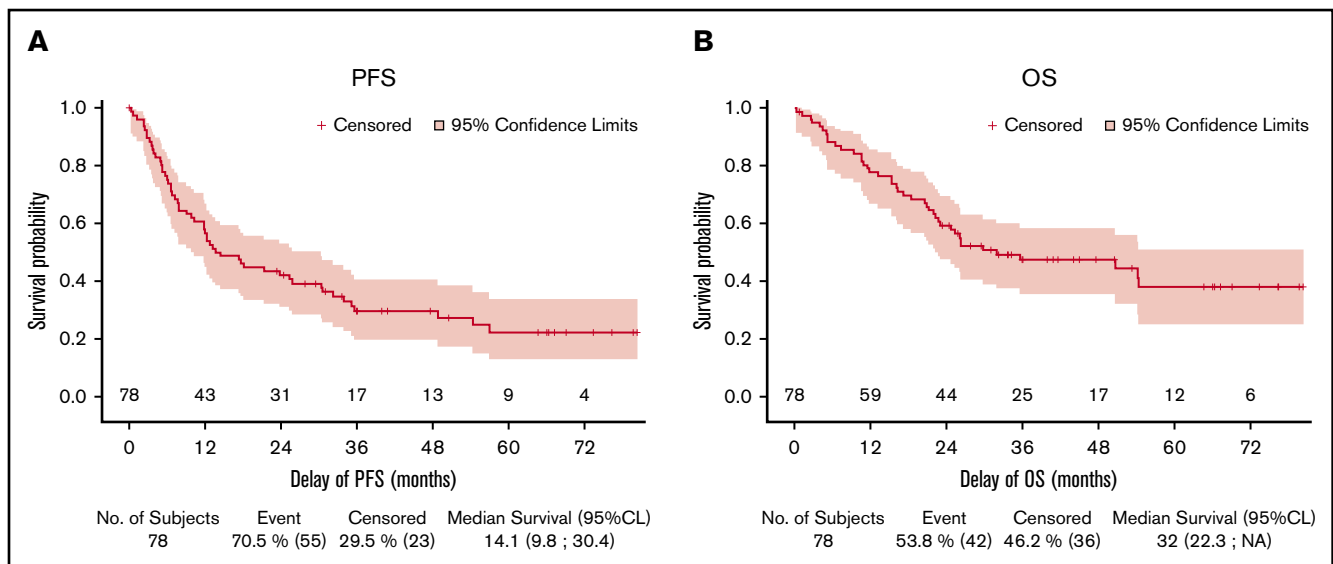 A
PFS
+ Censored 95% Confidence Limits
1.0
0.8
0.6
0.4
0.2
0.0
Survival probability
78 43 31 17 13 9 4
0 12 24 36 48 60 72
Delay of PFS (months)
No. of Subjects Event Censored Median Survival (95%CL)
78 70.5 % (55) 29.5 % (23) 14.1 (9.8 ; 30.4)
B
OS
+ Censored 95% Confidence Limits
1.0
0.8
0.6
0.4
0.2
0.0
Survival probability
78 59 44 25 17 12 6
0 12 24 36 48 60 72
Delay of OS (months)
No. of Subjects Event Censored Median Survival (95%CL)
78 53.8 % (42) 46.2 % (36) 32 (22.3 ; NA)